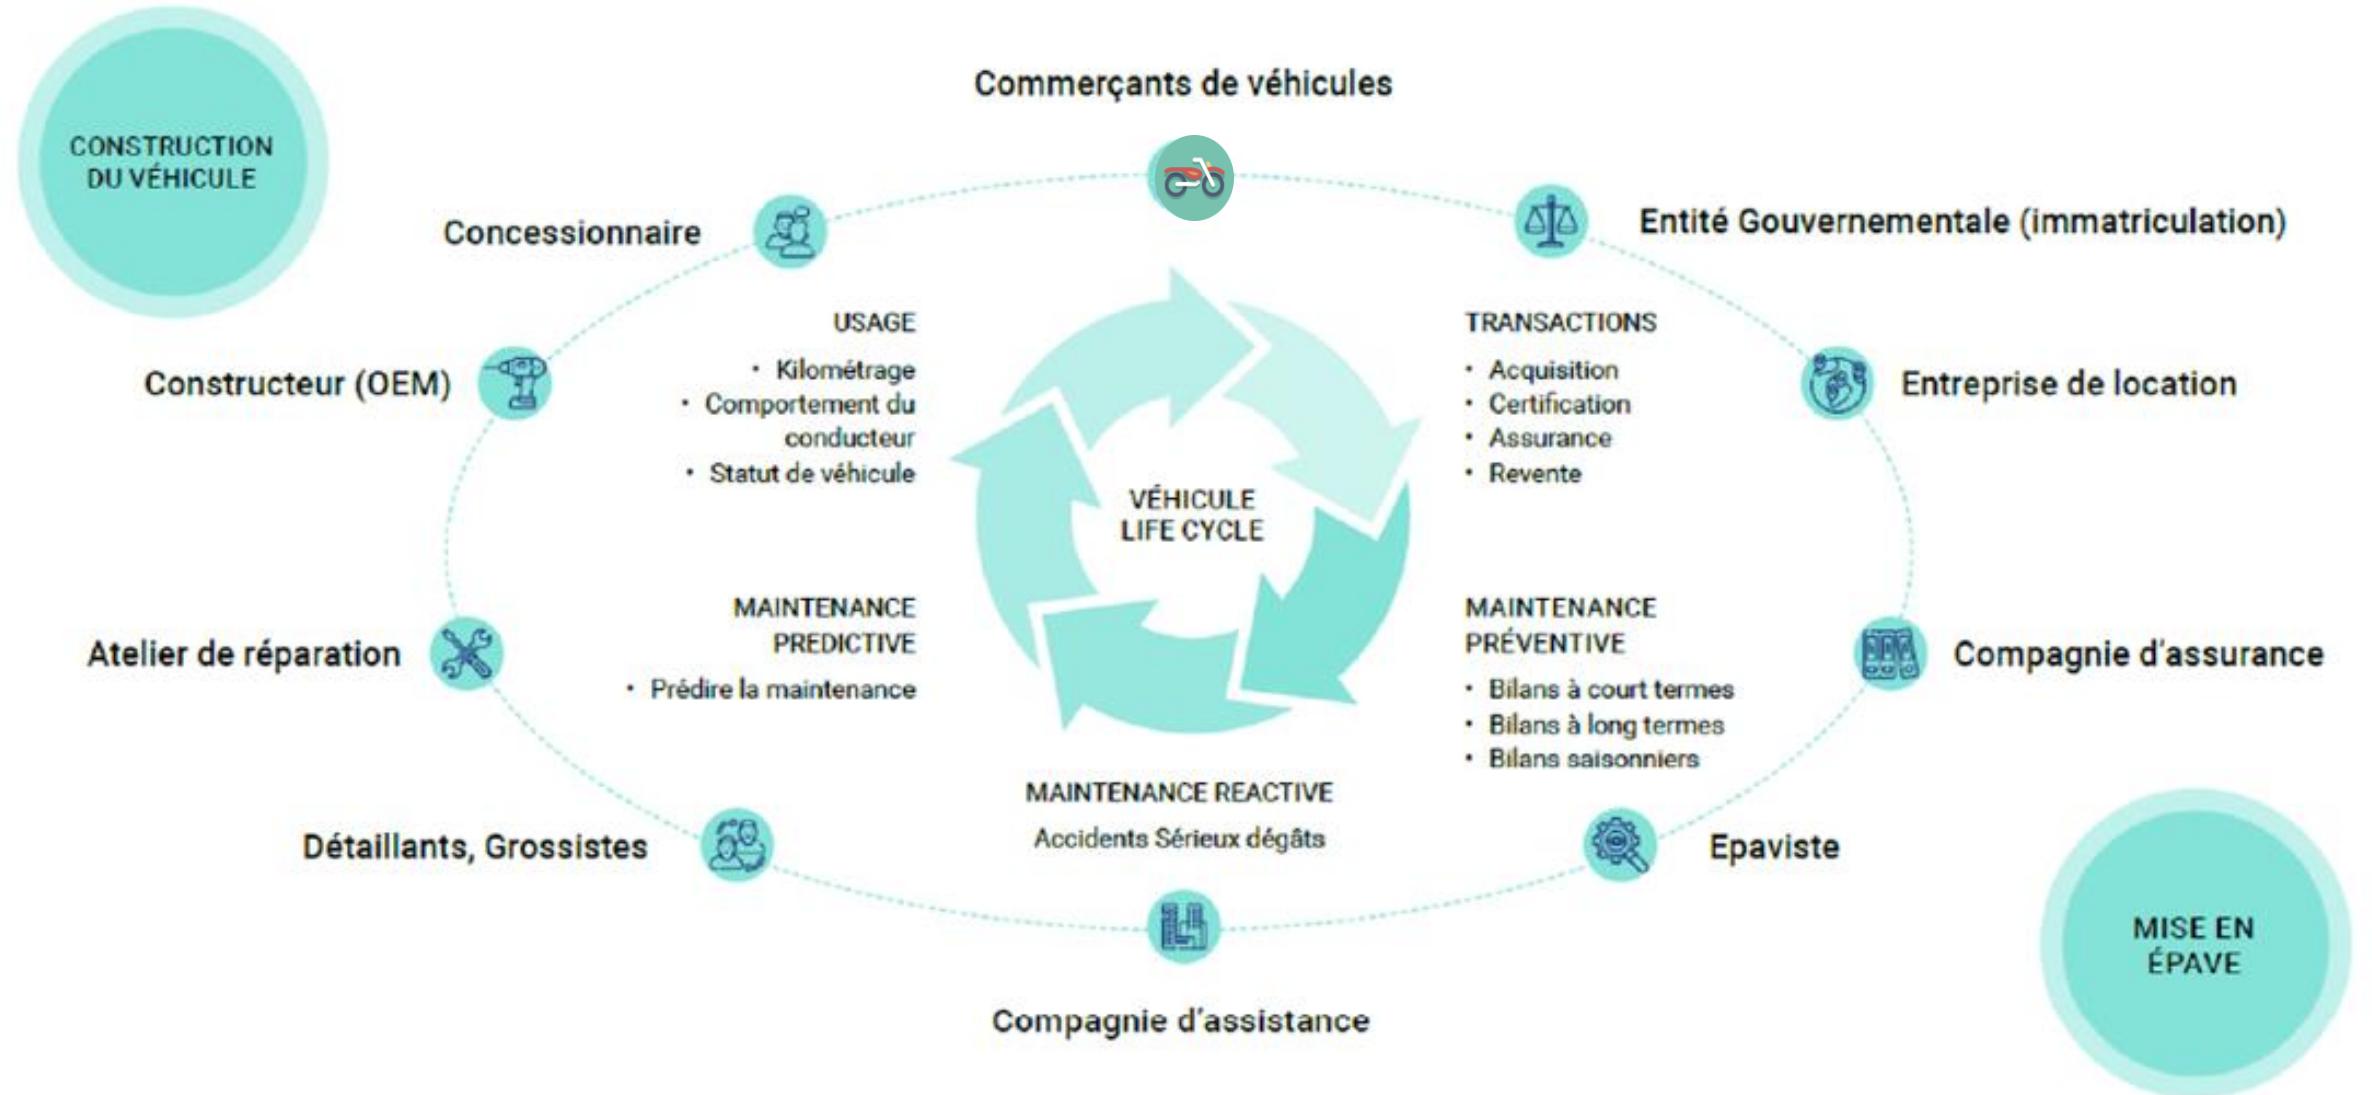 Commerçants de véhicules
CONSTRUCTION
DU VÉHICULE
Concessionnaire
Entité Gouvernementale (immatriculation)
Constructeur (OEM)
Entreprise de location
USAGE
• Kilométrage
• Comportement du
conducteur
• Statut de véhicule
TRANSACTIONS
• Acquisition
• Certification
• Assurance
• Revente
VÉHICULE
LIFE CYCLE
MAINTENANCE
PREDICTIVE
• Prédire la maintenance
MAINTENANCE
PRÉVENTIVE
• Bilans à court termes
• Bilans à long termes
• Bilans saisonniers
Atelier de réparation
Compagnie d'assurance
MAINTENANCE REACTIVE
Accidents Sérieux dégâts
Détaillants, Grossistes
Epaviste
Compagnie d'assistance
MISE EN
ÉPAVE